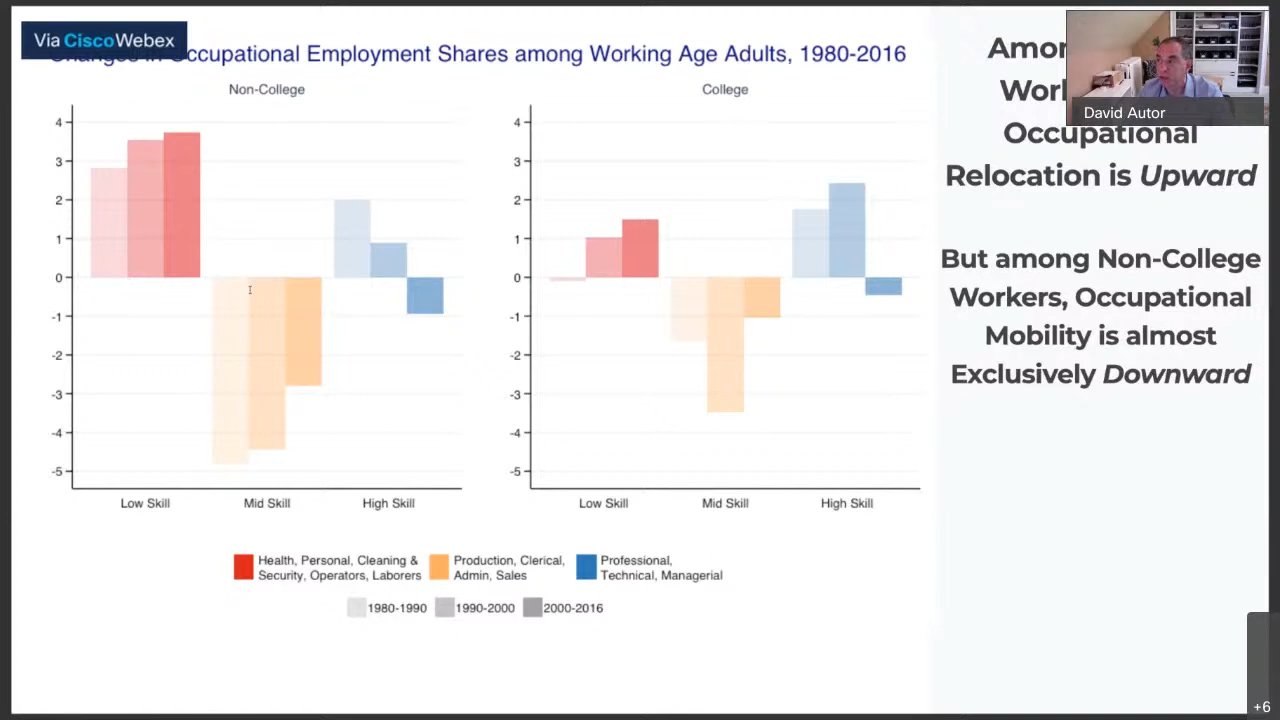 Via Cisco Webex
Occupational Employment Shares among Working Age Adults, 1980-2016
Non-College
College
4
3
2
1
0
-1
-2
-3
-4
-5
Low Skill
Mid Skill
High Skill
4
3
2
1
0
-1
-2
-3
-4
-5
Low Skill
Mid Skill
High Skill
Health, Personal, Cleaning &
Security, Operators, Laborers
Production, Clerical,
Admin, Sales
Professional,
Technical, Managerial
1980-1990
1990-2000
2000-2016
David Autor
Occupational
Relocation is Upward
But among Non-College
Workers, Occupational
Mobility is almost
Exclusively Downward
+6